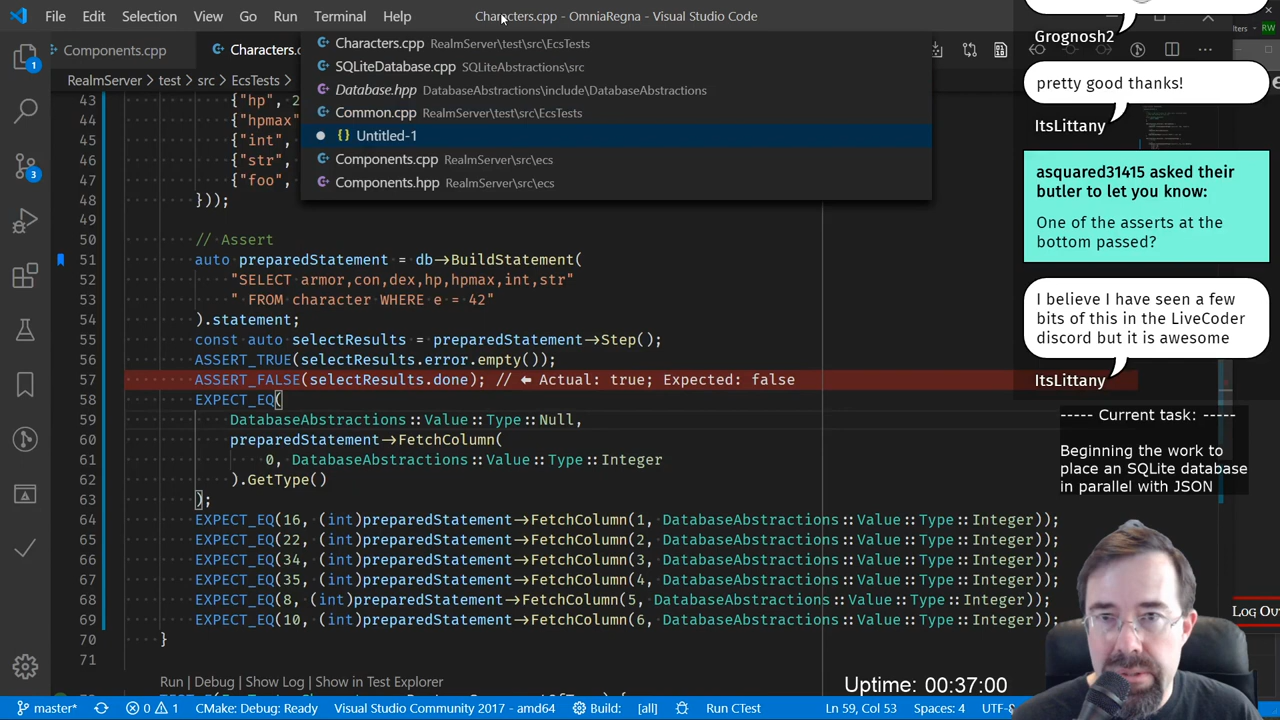 File Edit Selection View Go Run Terminal Help
Characters.cpp - OmniaRegna - Visual Studio Code
Components.cpp
Characters.c
RealmServer > test > src > EcsTests >
Characters.cpp RealmServer\test\src\EcsTests
SQLiteDatabase.cpp SQLiteAbstractions\src
Database.hpp DatabaseAbstractions\include\DatabaseAbstractions
Common.cpp RealmServer\test\src\EcsTests
{} Untitled-1
Components.cpp RealmServer\src\ecs
Components.hpp RealmServer\src\ecs
43 {"hp", 2
44 {"hpmax"
45 {"int",
46 {"str",
47 {"foo",
48 }));
49
50 // Assert
51 auto preparedStatement = db->BuildStatement(
52 "SELECT armor,con,dex,hp,hpmax,int,str"
53 " FROM character WHERE e = 42"
54 ).statement;
55 const auto selectResults = preparedStatement->Step();
56 ASSERT_TRUE(selectResults.error.empty());
57 ASSERT_FALSE(selectResults.done); // ⬅ Actual: true; Expected: false
58 EXPECT_EQ(
59 DatabaseAbstractions::Value::Type::Null,
60 preparedStatement->FetchColumn(
61 0, DatabaseAbstractions::Value::Type::Integer
62 ).GetType()
63 );
64 EXPECT_EQ(16, (int)preparedStatement->FetchColumn(1, DatabaseAbstractions::Value::Type::Integer));
65 EXPECT_EQ(22, (int)preparedStatement->FetchColumn(2, DatabaseAbstractions::Value::Type::Integer));
66 EXPECT_EQ(34, (int)preparedStatement->FetchColumn(3, DatabaseAbstractions::Value::Type::Integer));
67 EXPECT_EQ(35, (int)preparedStatement->FetchColumn(4, DatabaseAbstractions::Value::Type::Integer));
68 EXPECT_EQ(8, (int)preparedStatement->FetchColumn(5, DatabaseAbstractions::Value::Type::Integer));
69 EXPECT_EQ(10, (int)preparedStatement->FetchColumn(6, DatabaseAbstractions::Value::Type::Integer));
70 }
71
Run | Debug | Show Log | Show in Test Explorer
Grognosh2
pretty good thanks!
ItsLittany
asquared31415 asked their
butler to let you know:
One of the asserts at the
bottom passed?
I believe I have seen a few
bits of this in the LiveCoder
discord but it is awesome
ItsLittany
----- Current task: -----
Beginning the work to
place an SQLite database
in parallel with JSON
Log Ou
Uptime: 00:37:00
1
3
master* 0 1 CMake: Debug: Ready Visual Studio Community 2017 - amd64 Build: [all] Run CTest Ln 59, Col 53 Spaces: 4 UTF-8